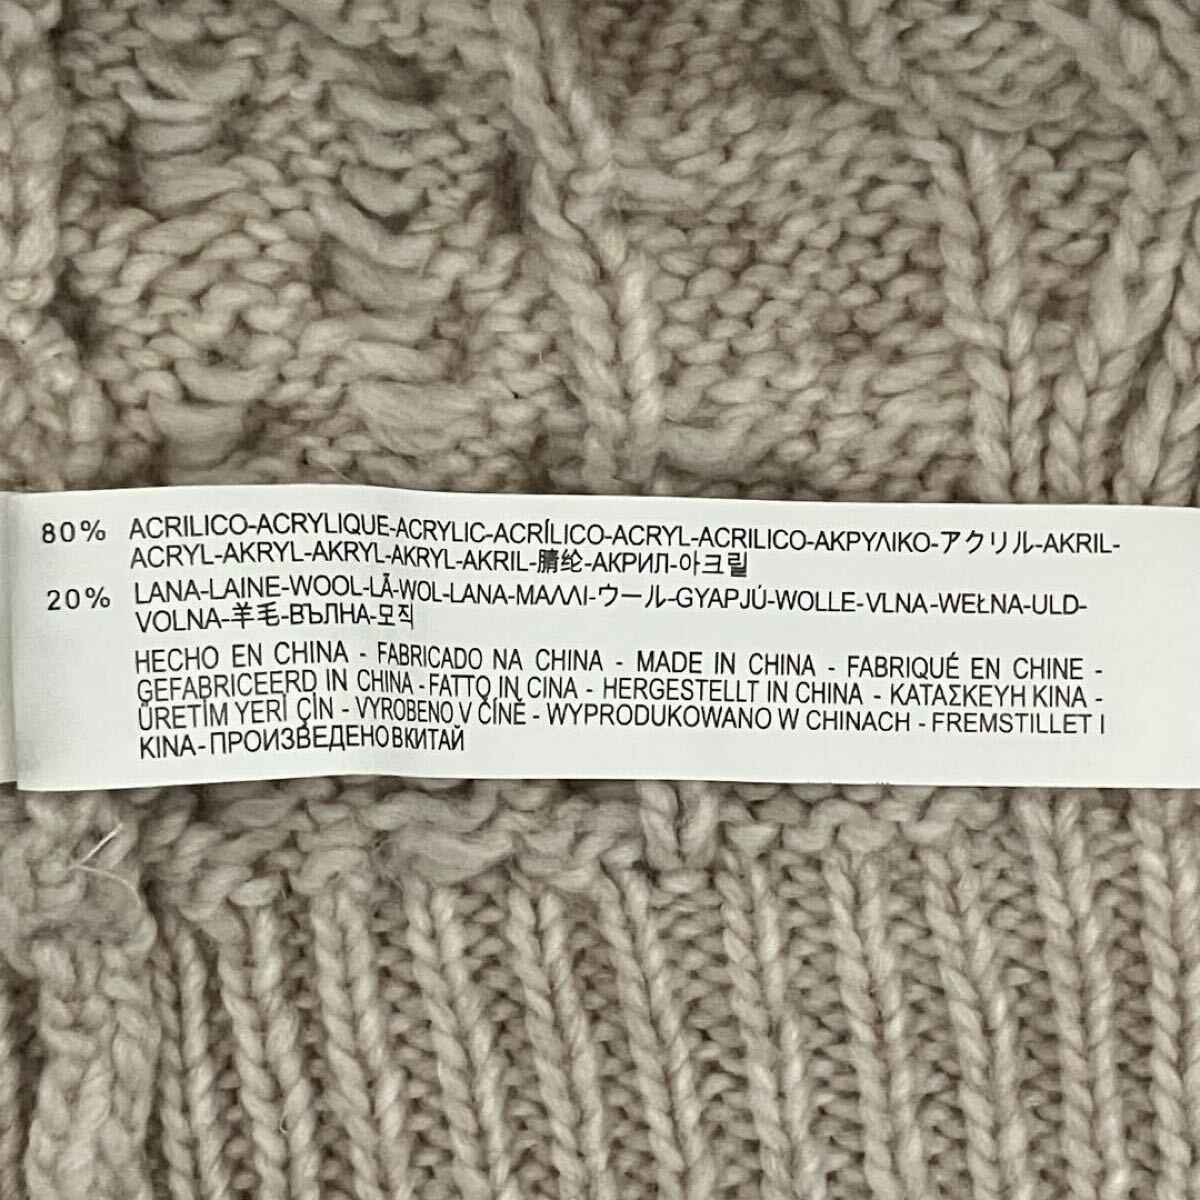 80% ACRILICO-ACRYLIQUE-ACRYLIC-ACRÍLICO-ACRYL-ACRILICO-ΑΚΡΥΛΙΚΟ-アクリル-AKRIL-
ACRYL-AKRYL-AKRYL-AKRYL-AKRIL-腈纶-АКРИЛ-아크릴
20% LANA-LAINE-WOOL-LÃ-WOL-LANA-ΜΑΛΛΙ-ウール-GYAPJÚ-WOLLE-VLNA-WEŁNA-ULD-
VOLNA-羊毛-ВЪЛНА-모직
HECHO EN CHINA - FABRICADO NA CHINA - MADE IN CHINA - FABRIQUÉ EN CHINE -
GEFABRICEERD IN CHINA - FATTO IN CINA - HERGESTELLT IN CHINA - ΚΑΤΑΣΚΕΥΗ ΚΙΝΑ -
ÜRETİM YERİ ÇİN - VYROBENO V ČÍNĚ - WYPRODUKOWANO W CHINACH - FREMSTILLET I
KINA- ПРОИЗВЕДЕНО ВКИТАЙ